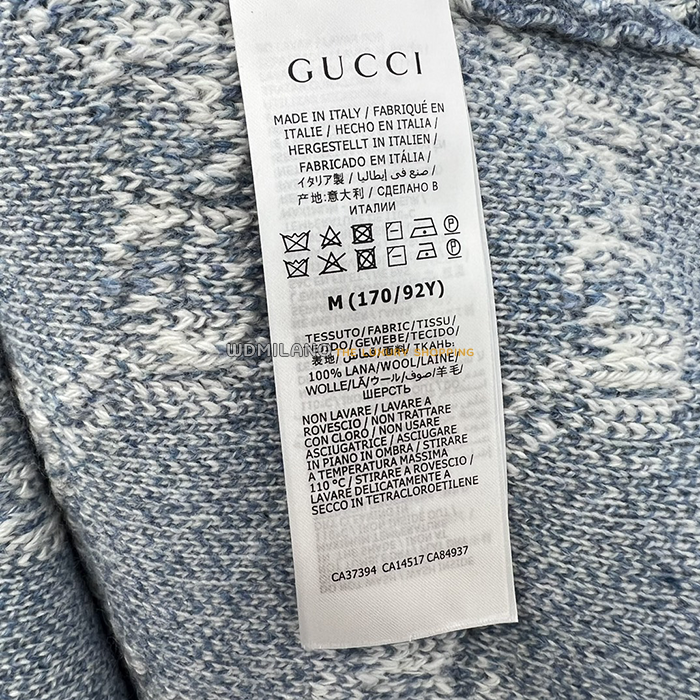 GUCCI
MADE IN ITALY / FABRIQUÉ EN
ITALIE / HECHO EN ITALIA /
HERGESTELLT IN ITALIEN /
FABRICADO EM ITÁLIA /
イタリア製 / صنع في إيطاليا /
产地:意大利 / СДЕЛАНО В
ИТАЛИИ
M (170/92Y)
TESSUTO/FABRIC/TISSU/
TEJIDO/GEWEBE/TECIDO/
表地/قماش/面料/ ТКАНЬ:
WDMILANO THE LUXURY SHOPPING
100% LANA/WOOL/LAINE/
WOLLE/LÃ/ウール/صوف/羊毛/
ШЕРСТЬ
NON LAVARE / LAVARE A
ROVESCIO / NON TRATTARE
CON CLORO / NON USARE
ASCIUGATRICE / ASCIUGARE
IN PIANO IN OMBRA / STIRARE
A TEMPERATURA MASSIMA
110 °C / STIRARE A ROVESCIO /
LAVARE DELICATAMENTE A
SECCO IN TETRACLOROETILENE
CA37394 CA14517 CA84937